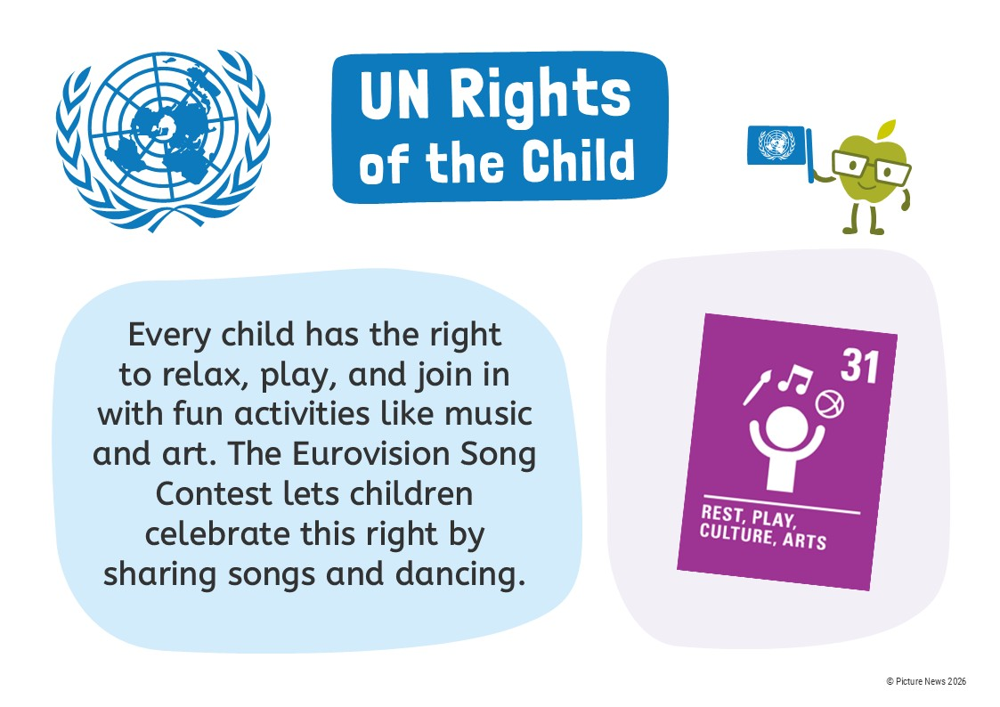 UN Rights
of the Child
Every child has the right
to relax, play, and join in
with fun activities like music
and art. The Eurovision Song
Contest lets children
celebrate this right by
sharing songs and dancing.
31
REST, PLAY,
CULTURE, ARTS
© Picture News 2026